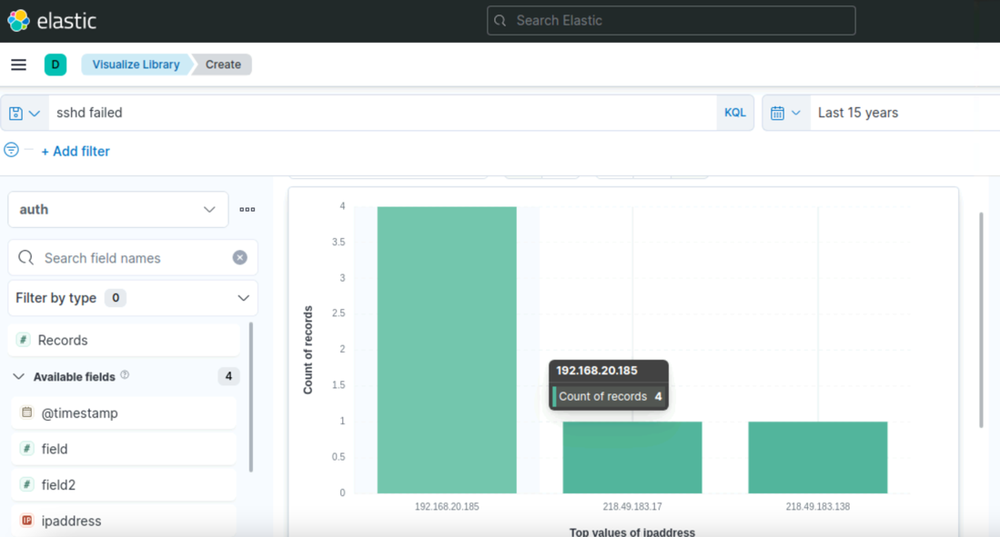 elastic
Search Elastic
D
Visualize Library
Create
sshd failed
KQL
Last 15 years
+ Add filter
auth
Search field names
Filter by type 0
# Records
Available fields ? 4
@timestamp
# field
# field2
IP ipaddress
Count of records
4
3.5
3
2.5
2
1.5
1
0.5
0
192.168.20.185
Count of records 4
192.168.20.185
218.49.183.17
218.49.183.138
Top values of ipaddress